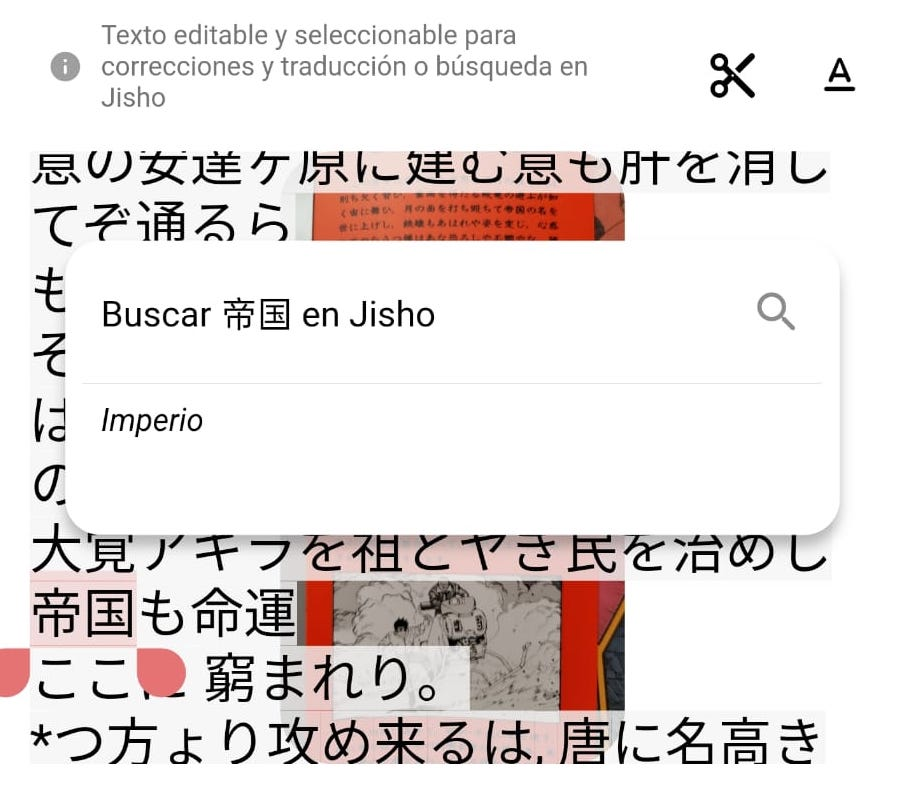 Texto editable y seleccionable para
correcciones y traducción o búsqueda en
Jisho
息の安達ヶ原に建む息も肝を消し
てぞ通るら
も
Buscar 帝国 en Jisho
そ
は
Imperio
の
大覚アキラを祖とやさ民を治めし
帝国も命運
ここに 窮まれり。
*つ方ょり攻め来るは, 唐に名高き